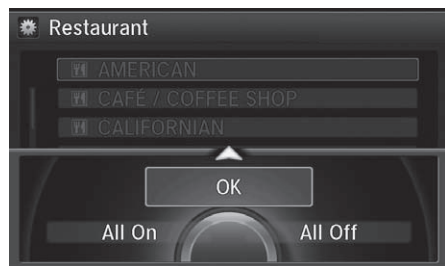 Restaurant
AMERICAN
CAFÉ / COFFEE SHOP
CALIFORNIAN
OK
All On
All Off